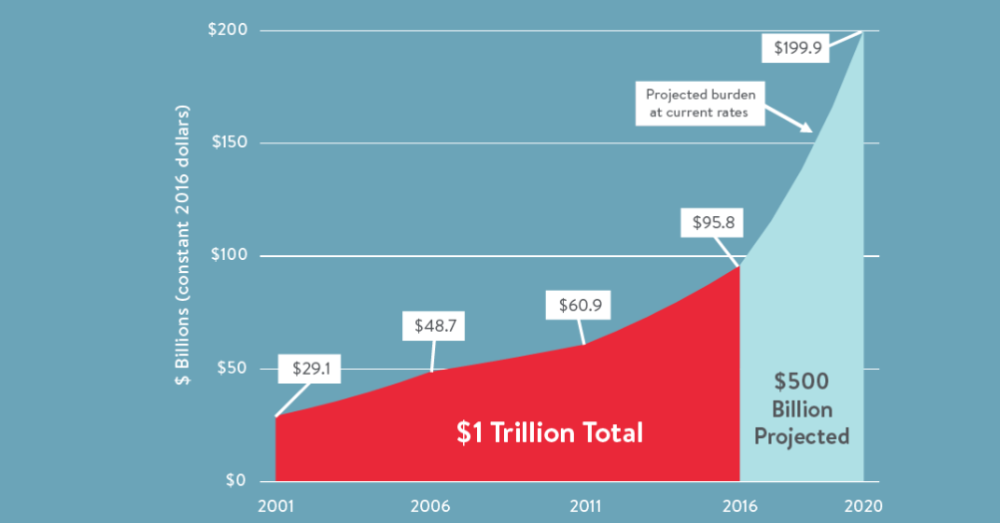 $200
$199.9
Projected burden
at current rates
$150
$ Billions (constant 2016 dollars)
$95.8
$100
$60.9
$48.7
$50
$29.1
$500
Billion
Projected
$1 Trillion Total
$0
2001 2006 2011 2016 2020